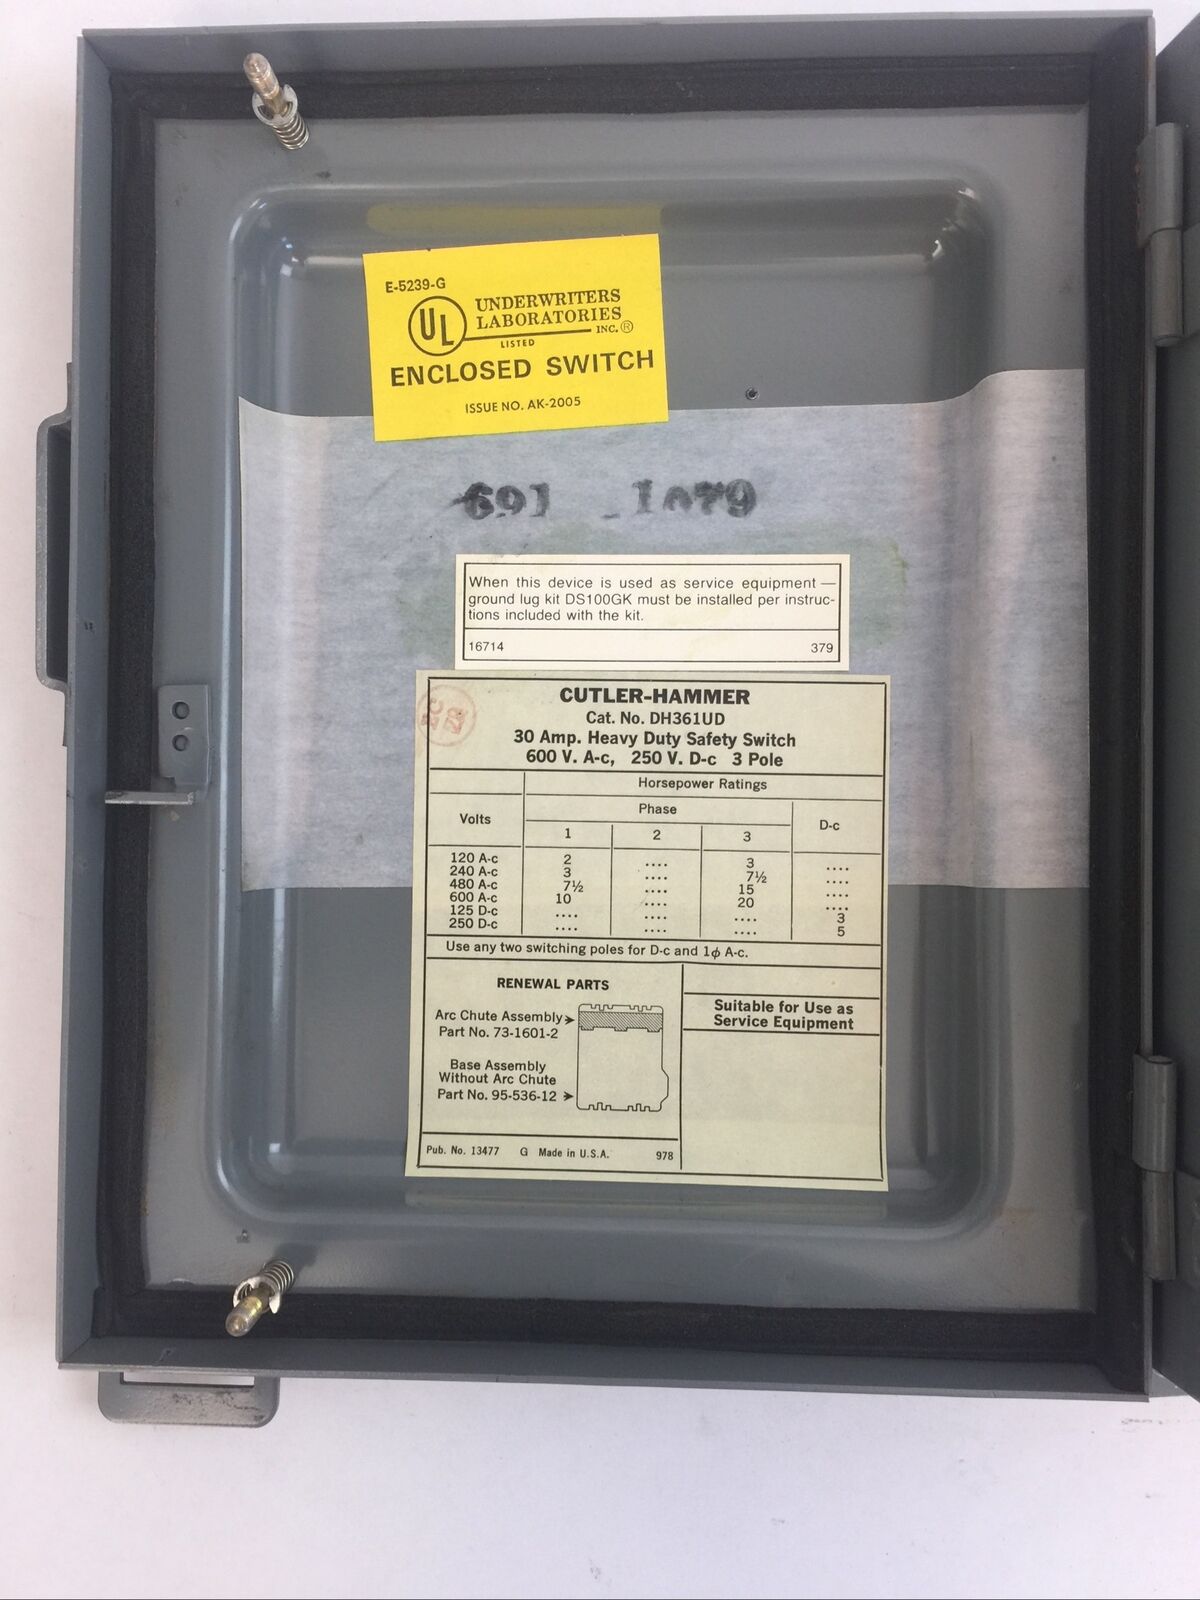 E-5239-G
UL
UNDERWRITERS
LABORATORIES
INC.®
LISTED
ENCLOSED SWITCH
ISSUE NO. AK-2005
691 1079
When this device is used as service equipment —
ground lug kit DS100GK must be installed per instruc-
tions included with the kit.
16714 379
CUTLER-HAMMER
Cat. No. DH361UD
30 Amp. Heavy Duty Safety Switch
600 V. A-c, 250 V. D-c 3 Pole
Horsepower Ratings
Volts Phase D-c
1 2 3
120 A-c 2 .... 3 ....
240 A-c 3 .... 7½ ....
480 A-c 7½ .... 15 ....
600 A-c 10 .... 20 ....
125 D-c .... .... .... 3
250 D-c .... .... .... 5
Use any two switching poles for D-c and 1ϕ A-c.
RENEWAL PARTS
Arc Chute Assembly
Part No. 73-1601-2
Base Assembly
Without Arc Chute
Part No. 95-536-12
Suitable for Use as
Service Equipment
Pub. No. 13477 G Made in U.S.A. 978